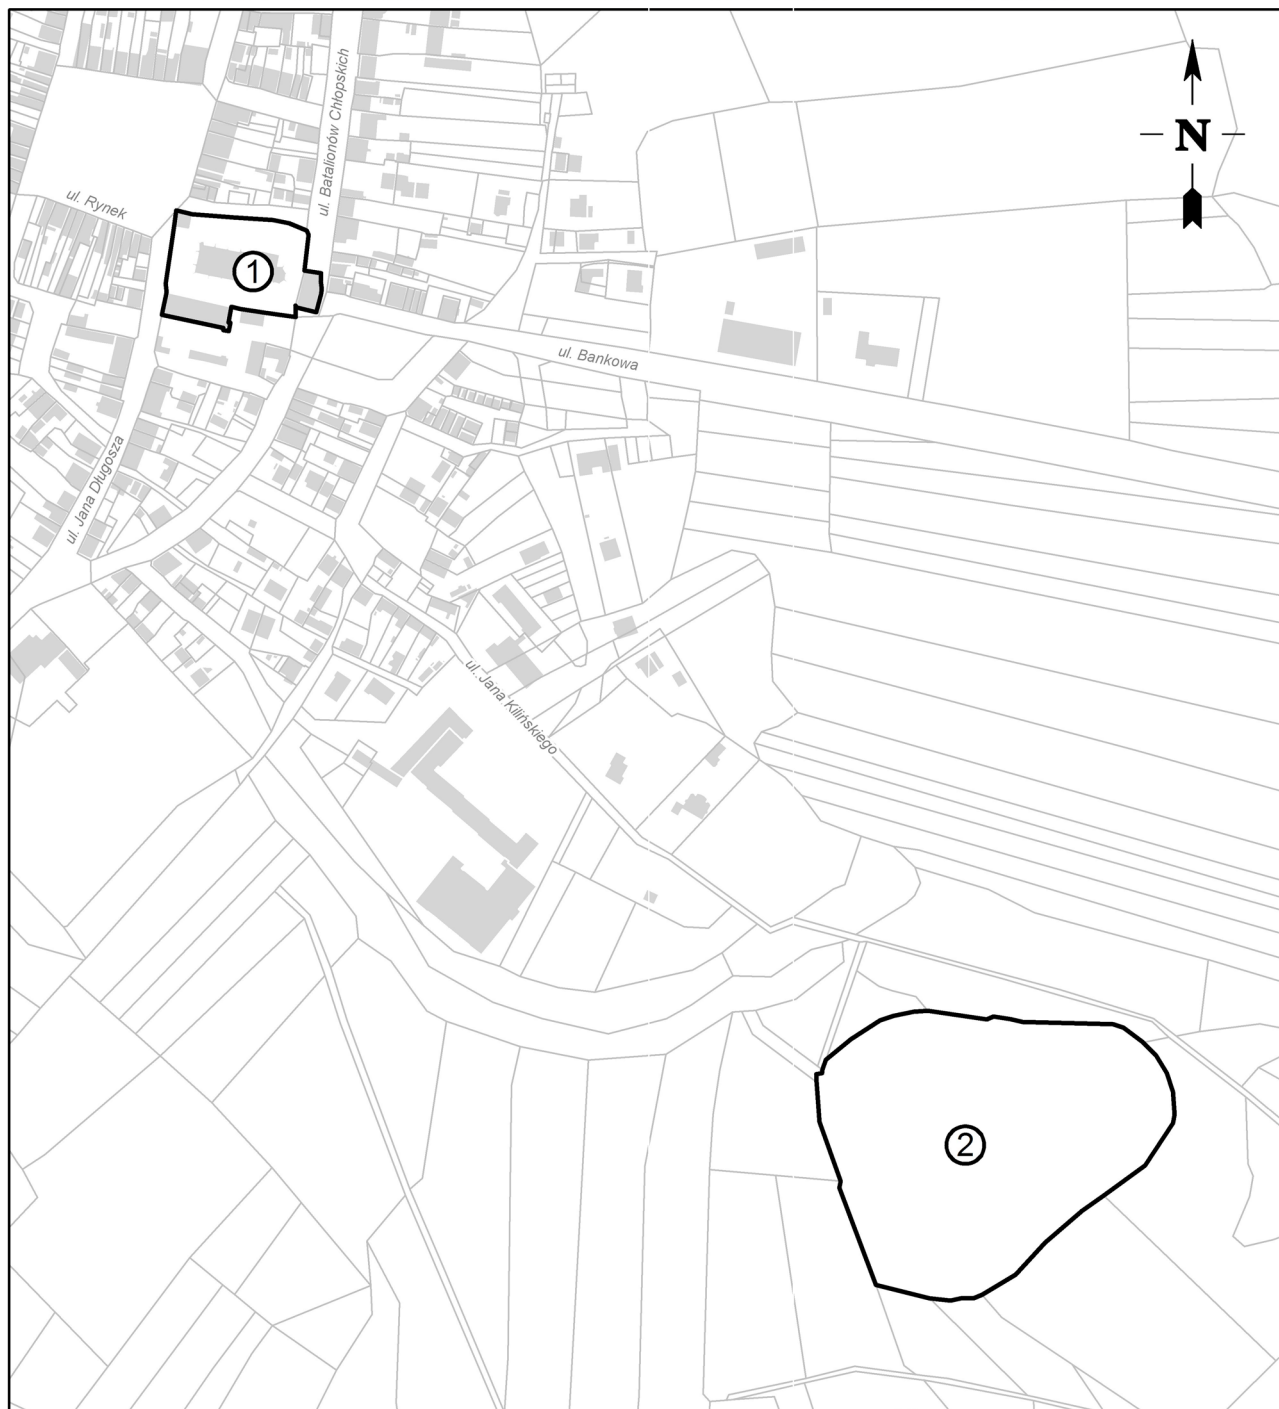 ul. Batalionów Chłopskich
N
ul. Rynek
1
ul. Bankowa
ul. Jana Długosza
ul. Jana Kilińskiego
2